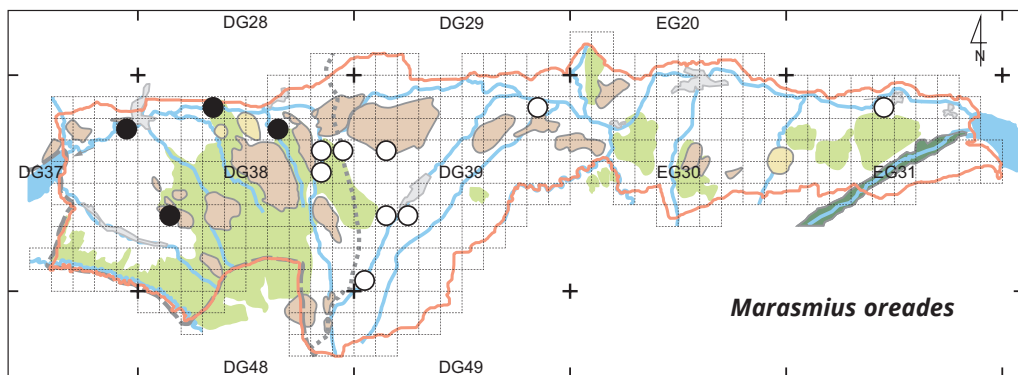 DG28 DG29 EG20
N
DG37 DG38 DG39 EG30 EG31
Marasmius oreades
DG48 DG49